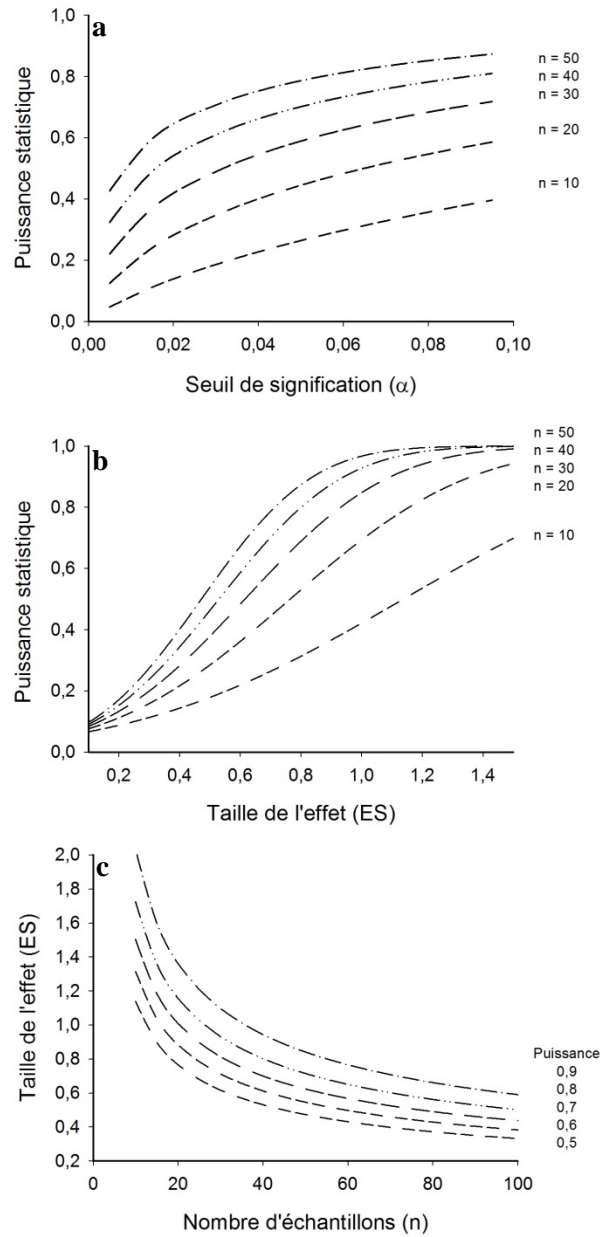 a
1,0
0,8
0,6
0,4
0,2
0,0
Puissance statistique
n = 50
n = 40
n = 30
n = 20
n = 10
0,00 0,02 0,04 0,06 0,08 0,10
Seuil de signification (α)
b
1,0
0,8
0,6
0,4
0,2
0,0
Puissance statistique
n = 50
n = 40
n = 30
n = 20
n = 10
0,2 0,4 0,6 0,8 1,0 1,2 1,4
Taille de l'effet (ES)
c
2,0
1,8
1,6
1,4
1,2
1,0
0,8
0,6
0,4
0,2
Taille de l'effet (ES)
Puissance
0,9
0,8
0,7
0,6
0,5
0 20 40 60 80 100
Nombre d'échantillons (n)